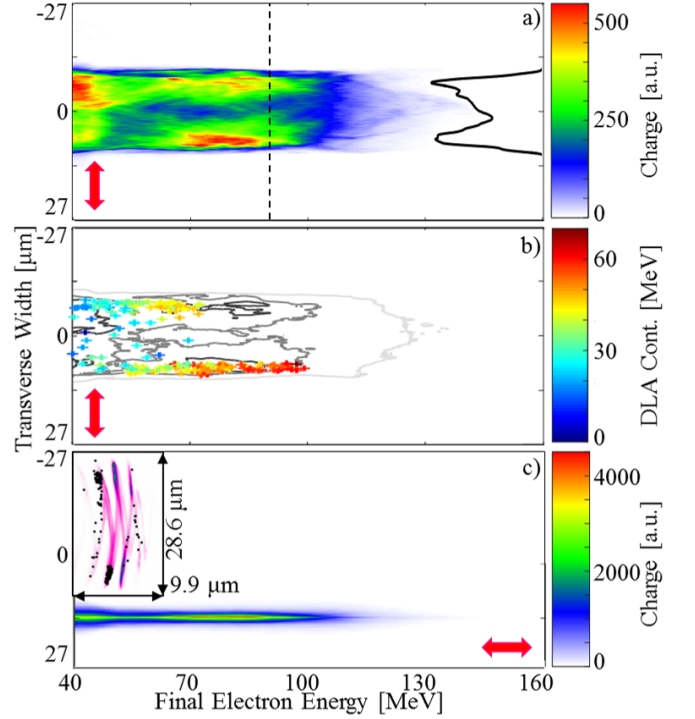 -27
a)
500
0
250
27
0
Charge [a.u.]
-27
b)
60
0
30
27
0
DLA Cont. [MeV]
Transverse Width [μm]
-27
c)
4000
28.6 μm
0
2000
9.9 μm
27
0
Charge [a.u.]
40
70
100
130
160
Final Electron Energy [MeV]